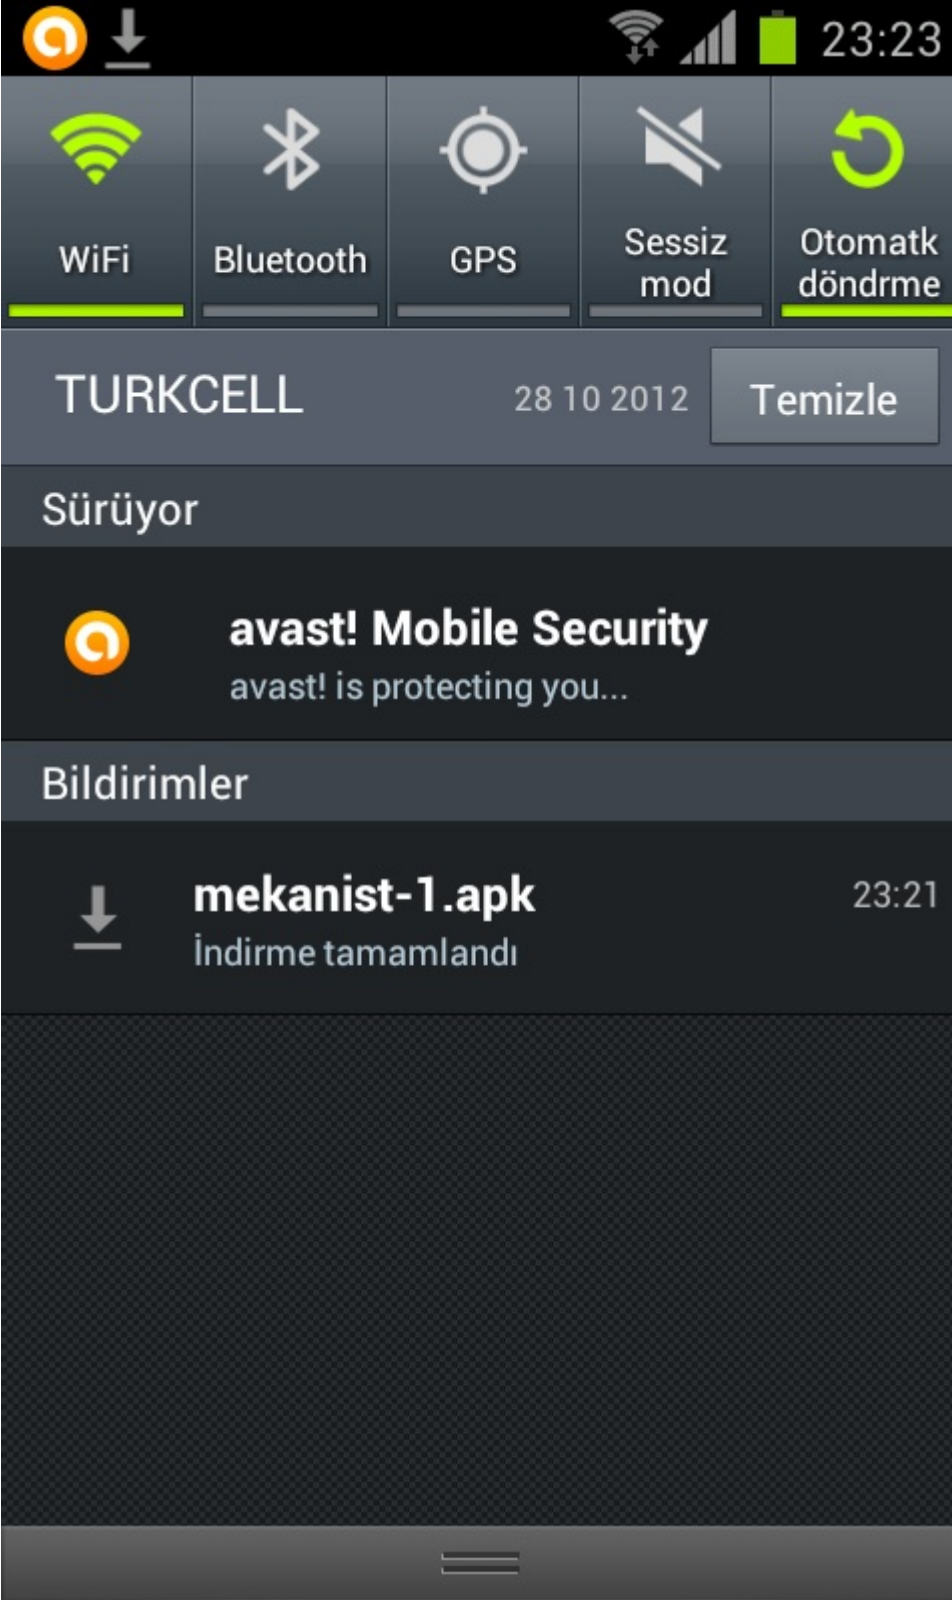 23:23
WiFi
Bluetooth
GPS
Sessiz
mod
Otomatk
döndrme
TURKCELL
28 10 2012
Temizle
Sürüyor
avast! Mobile Security
avast! is protecting you...
Bildirimler
mekanist-1.apk
23:21
İndirme tamamlandı